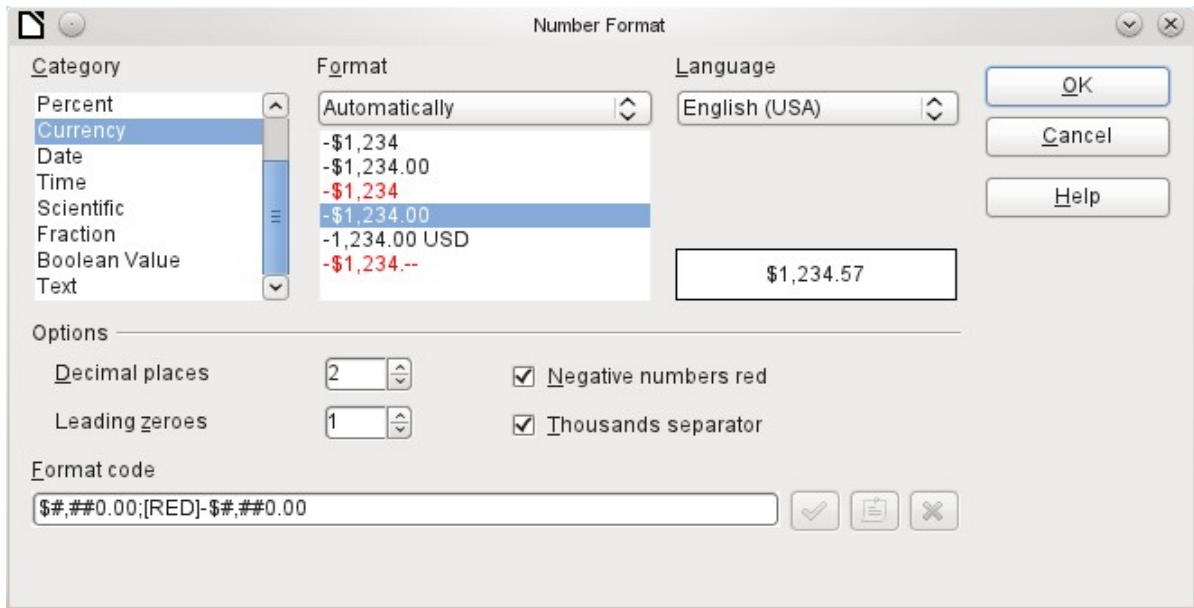 Number Format
Category
Percent
Currency
Date
Time
Scientific
Fraction
Boolean Value
Text
Format
Automatically
-$1,234
-$1,234.00
-$1,234
-$1,234.00
-1,234.00 USD
-$1,234.--
Language
English (USA)
$1,234.57
OK
Cancel
Help
Options
Decimal places 2
Leading zeroes 1
Negative numbers red
Thousands separator
Format code
$#,##0.00;[RED]-$#,##0.00